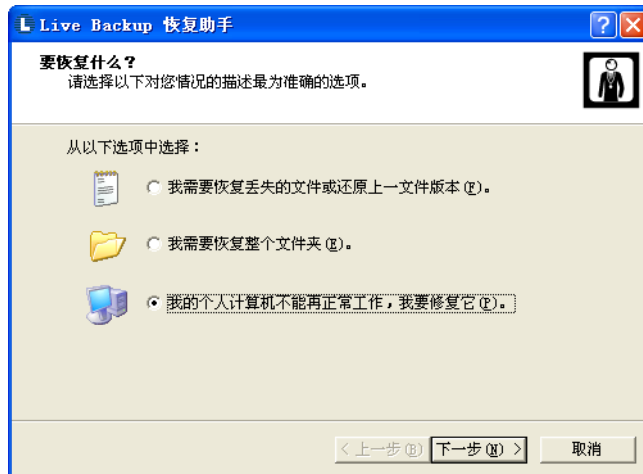 Live Backup 恢复助手
要恢复什么？
请选择以下对您情况的描述最为准确的选项。
从以下选项中选择：
我需要恢复丢失的文件或还原上一文件版本(F)。
我需要恢复整个文件夹(E)。
我的个人计算机不能再正常工作，我要修复它(P)。
< 上一步(B) 下一步(N) > 取消